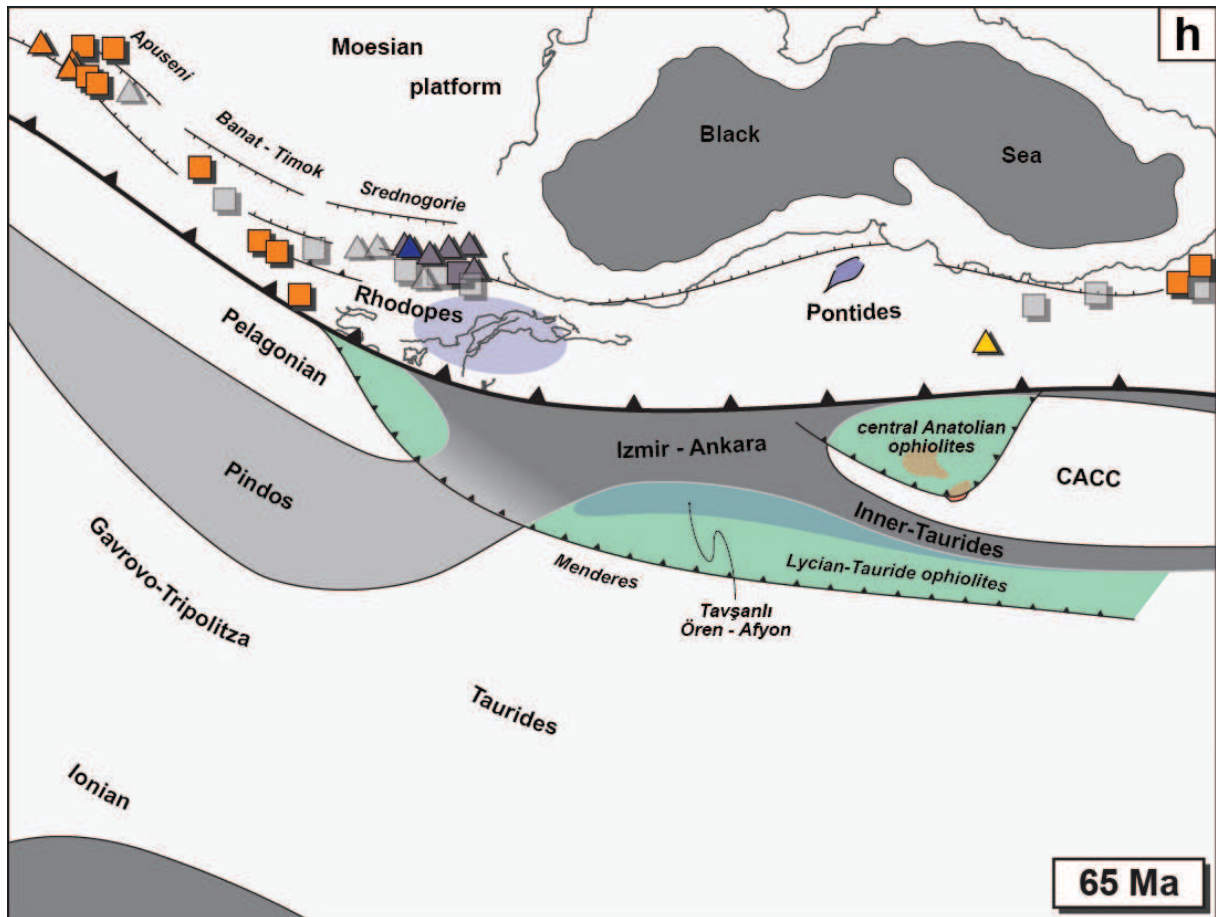 h
Apuseni
Moesian
platform
Banat - Timok
Black
Sea
Srednogorie
Rhodopes
Pontides
Pelagonian
central Anatolian
ophiolites
Izmir - Ankara
CACC
Pindos
Inner-Taurides
Gavrovo-Tripolitza
Menderes
Lycian-Tauride ophiolites
Tavşanlı
Ören - Afyon
Taurides
Ionian
65 Ma